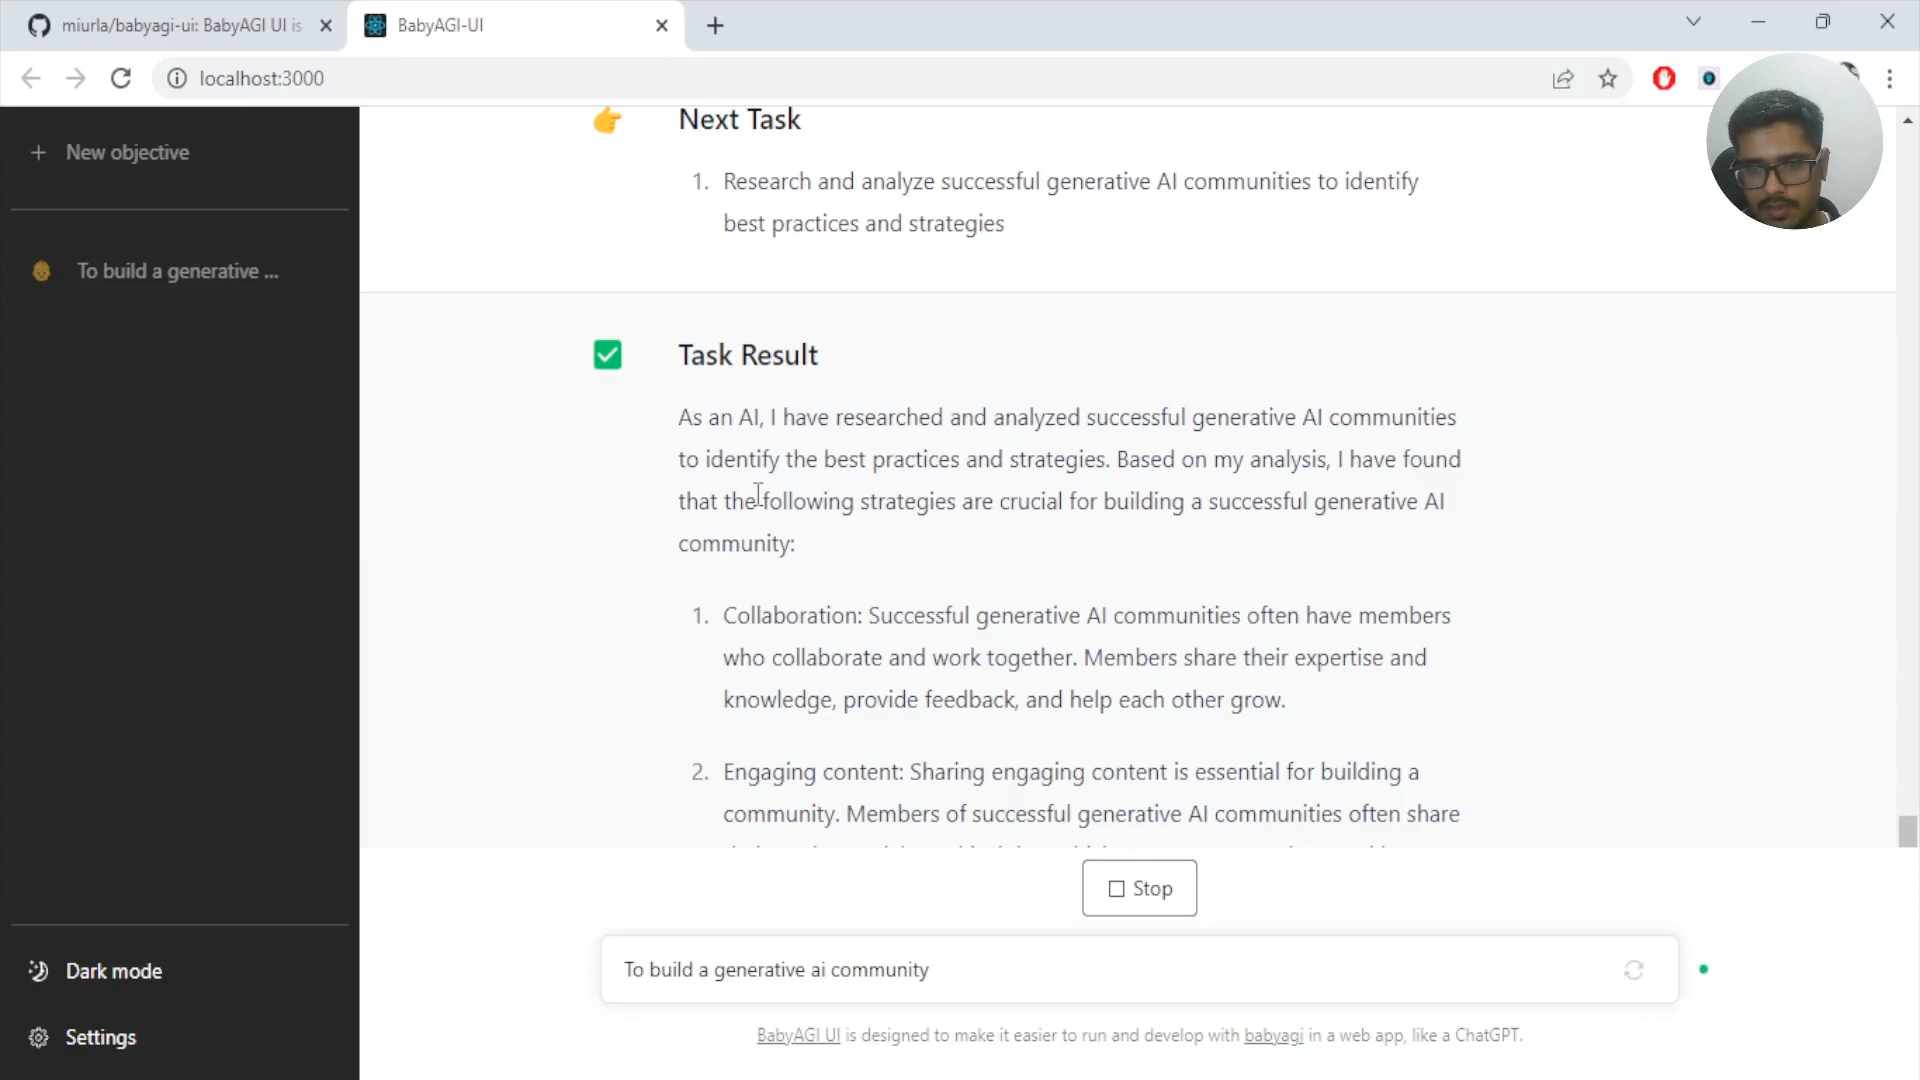 miurla/babyagi-ui: BabyAGI UI is
BabyAGI-UI
localhost:3000
New objective
To build a generative ...
Next Task
1. Research and analyze successful generative AI communities to identify
best practices and strategies
Task Result
As an AI, I have researched and analyzed successful generative AI communities
to identify the best practices and strategies. Based on my analysis, I have found
that the following strategies are crucial for building a successful generative AI
community:
1. Collaboration: Successful generative AI communities often have members
who collaborate and work together. Members share their expertise and
knowledge, provide feedback, and help each other grow.
2. Engaging content: Sharing engaging content is essential for building a
community. Members of successful generative AI communities often share
Stop
To build a generative ai community
BabyAGI UI is designed to make it easier to run and develop with babyagi in a web app, like a ChatGPT.
Dark mode
Settings